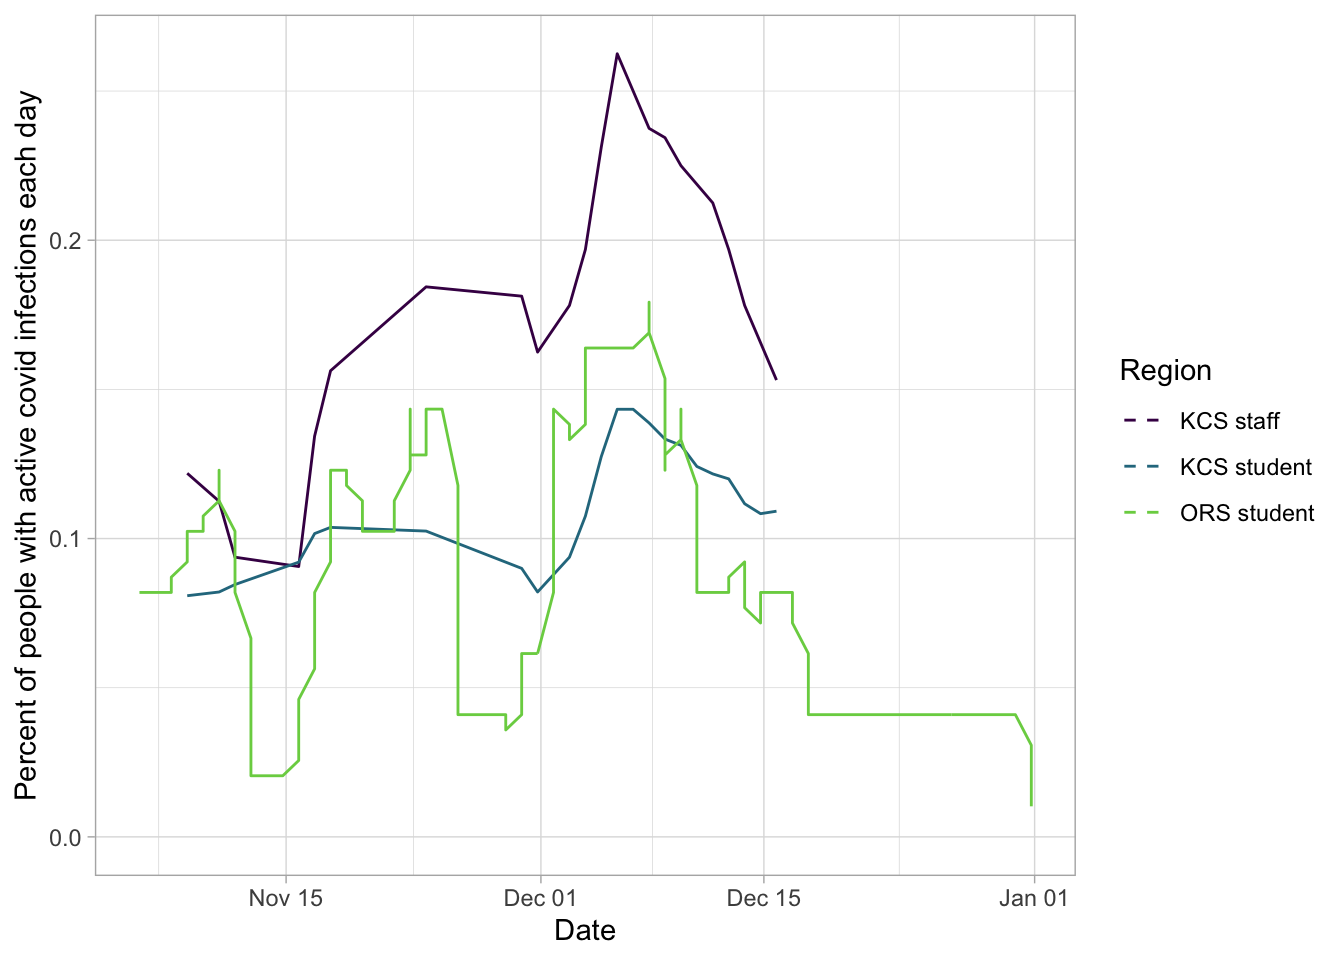 Percent of people with active covid infections each day
0.2
0.1
0.0
Nov 15
Dec 01
Dec 15
Jan 01
Date
Region
KCS staff
KCS student
ORS student